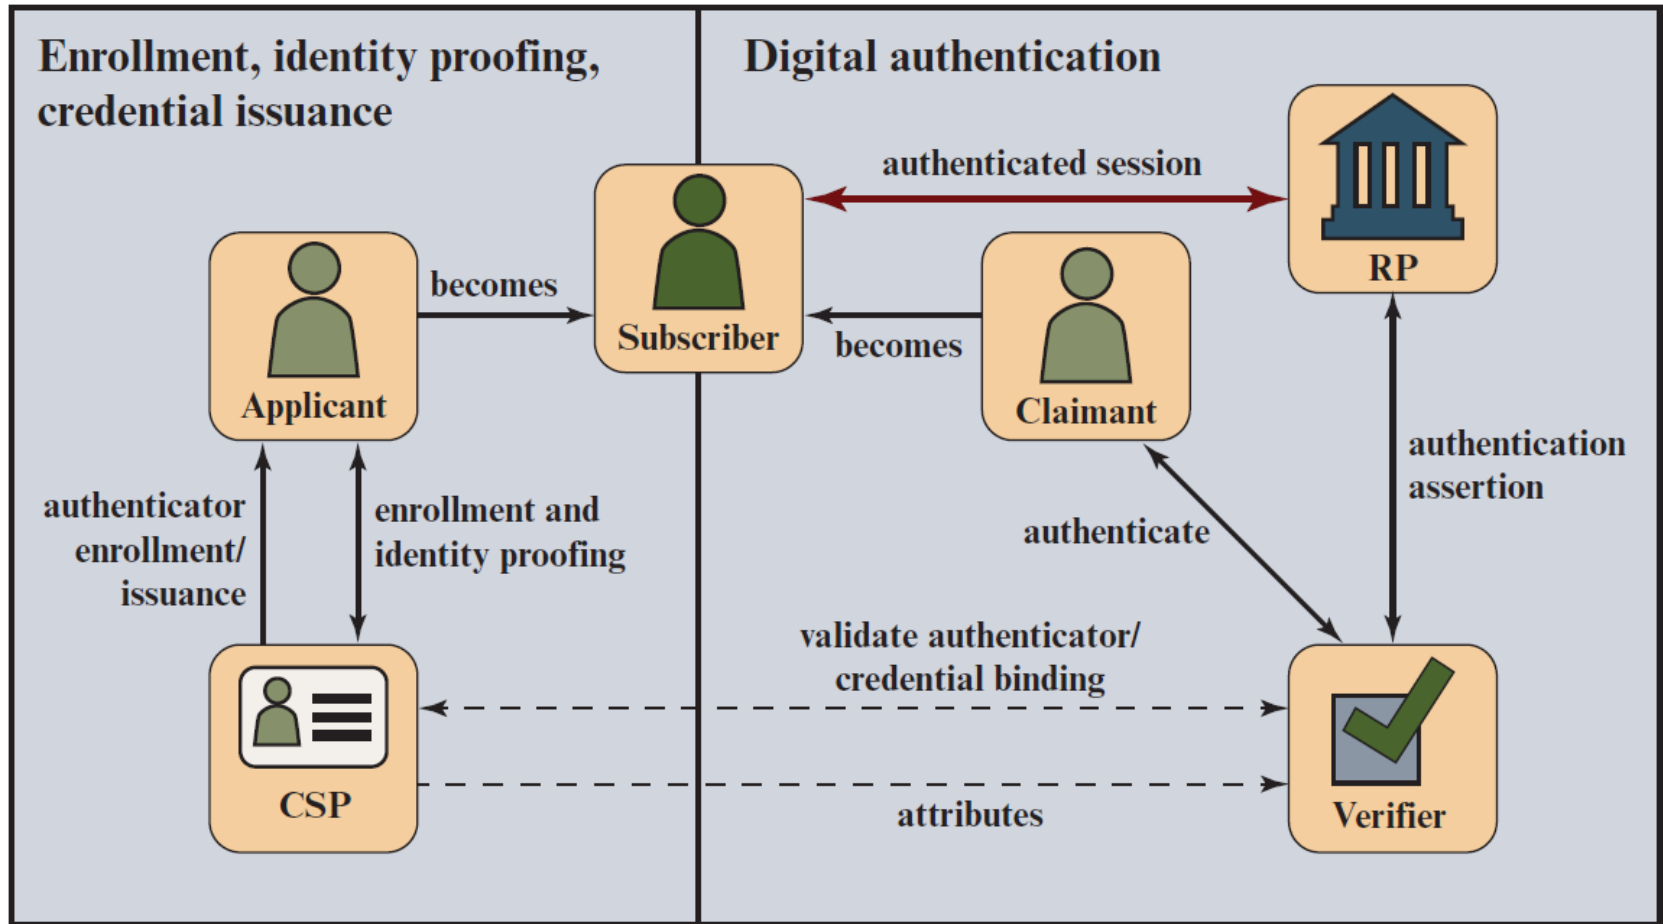 Enrollment, identity proofing,
credential issuance
Digital authentication
authenticated session
RP
becomes
Subscriber
becomes
Applicant
Claimant
authenticator
enrollment/
issuance
enrollment and
identity proofing
authenticate
authentication
assertion
validate authenticator/
credential binding
CSP
attributes
Verifier